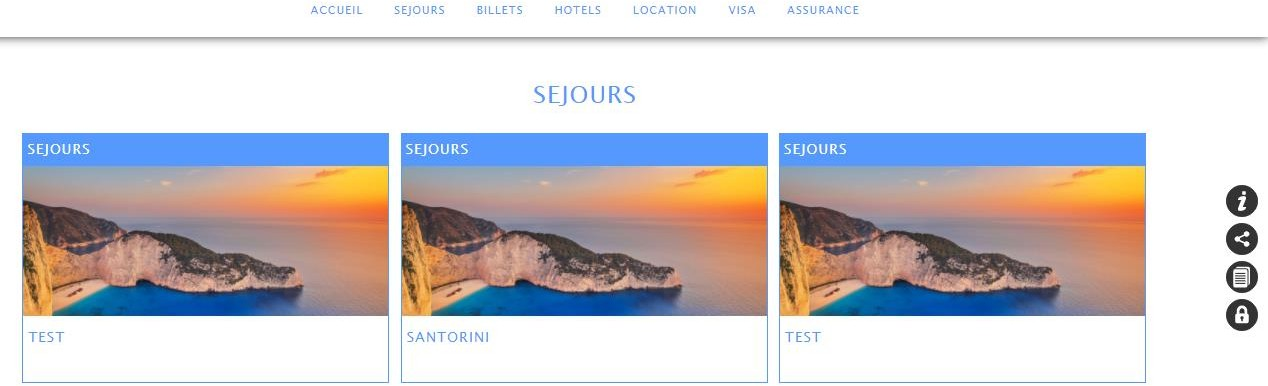 ACCUEIL SEJOURS BILLETS HOTELS LOCATION VISA ASSURANCE
SEJOURS
SEJOURS SEJOURS SEJOURS
TEST SANTORINI TEST